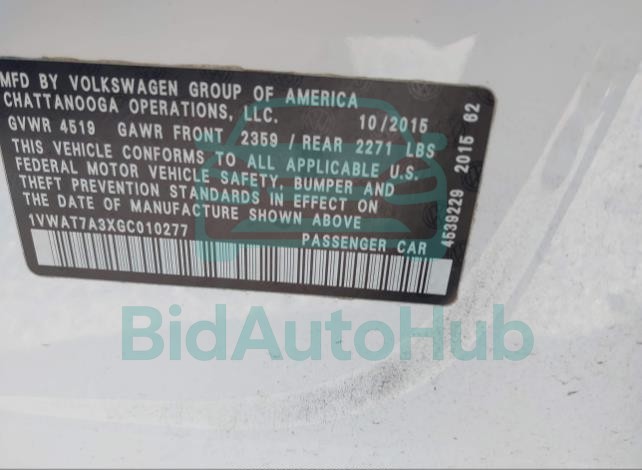 MFD BY VOLKSWAGEN GROUP OF AMERICA
CHATTANOOGA OPERATIONS, LLC. 10/2015
GVWR 4519 GAWR FRONT 2359 / REAR 2271 LBS
THIS VEHICLE CONFORMS TO ALL APPLICABLE U.S.
FEDERAL MOTOR VEHICLE SAFETY, BUMPER AND
THEFT PREVENTION STANDARDS IN EFFECT ON
THE DATE OF MANUFACTURE SHOWN ABOVE
1VWAT7A3XGC010277 PASSENGER CAR
4539229 2015 62
BidAutoHub